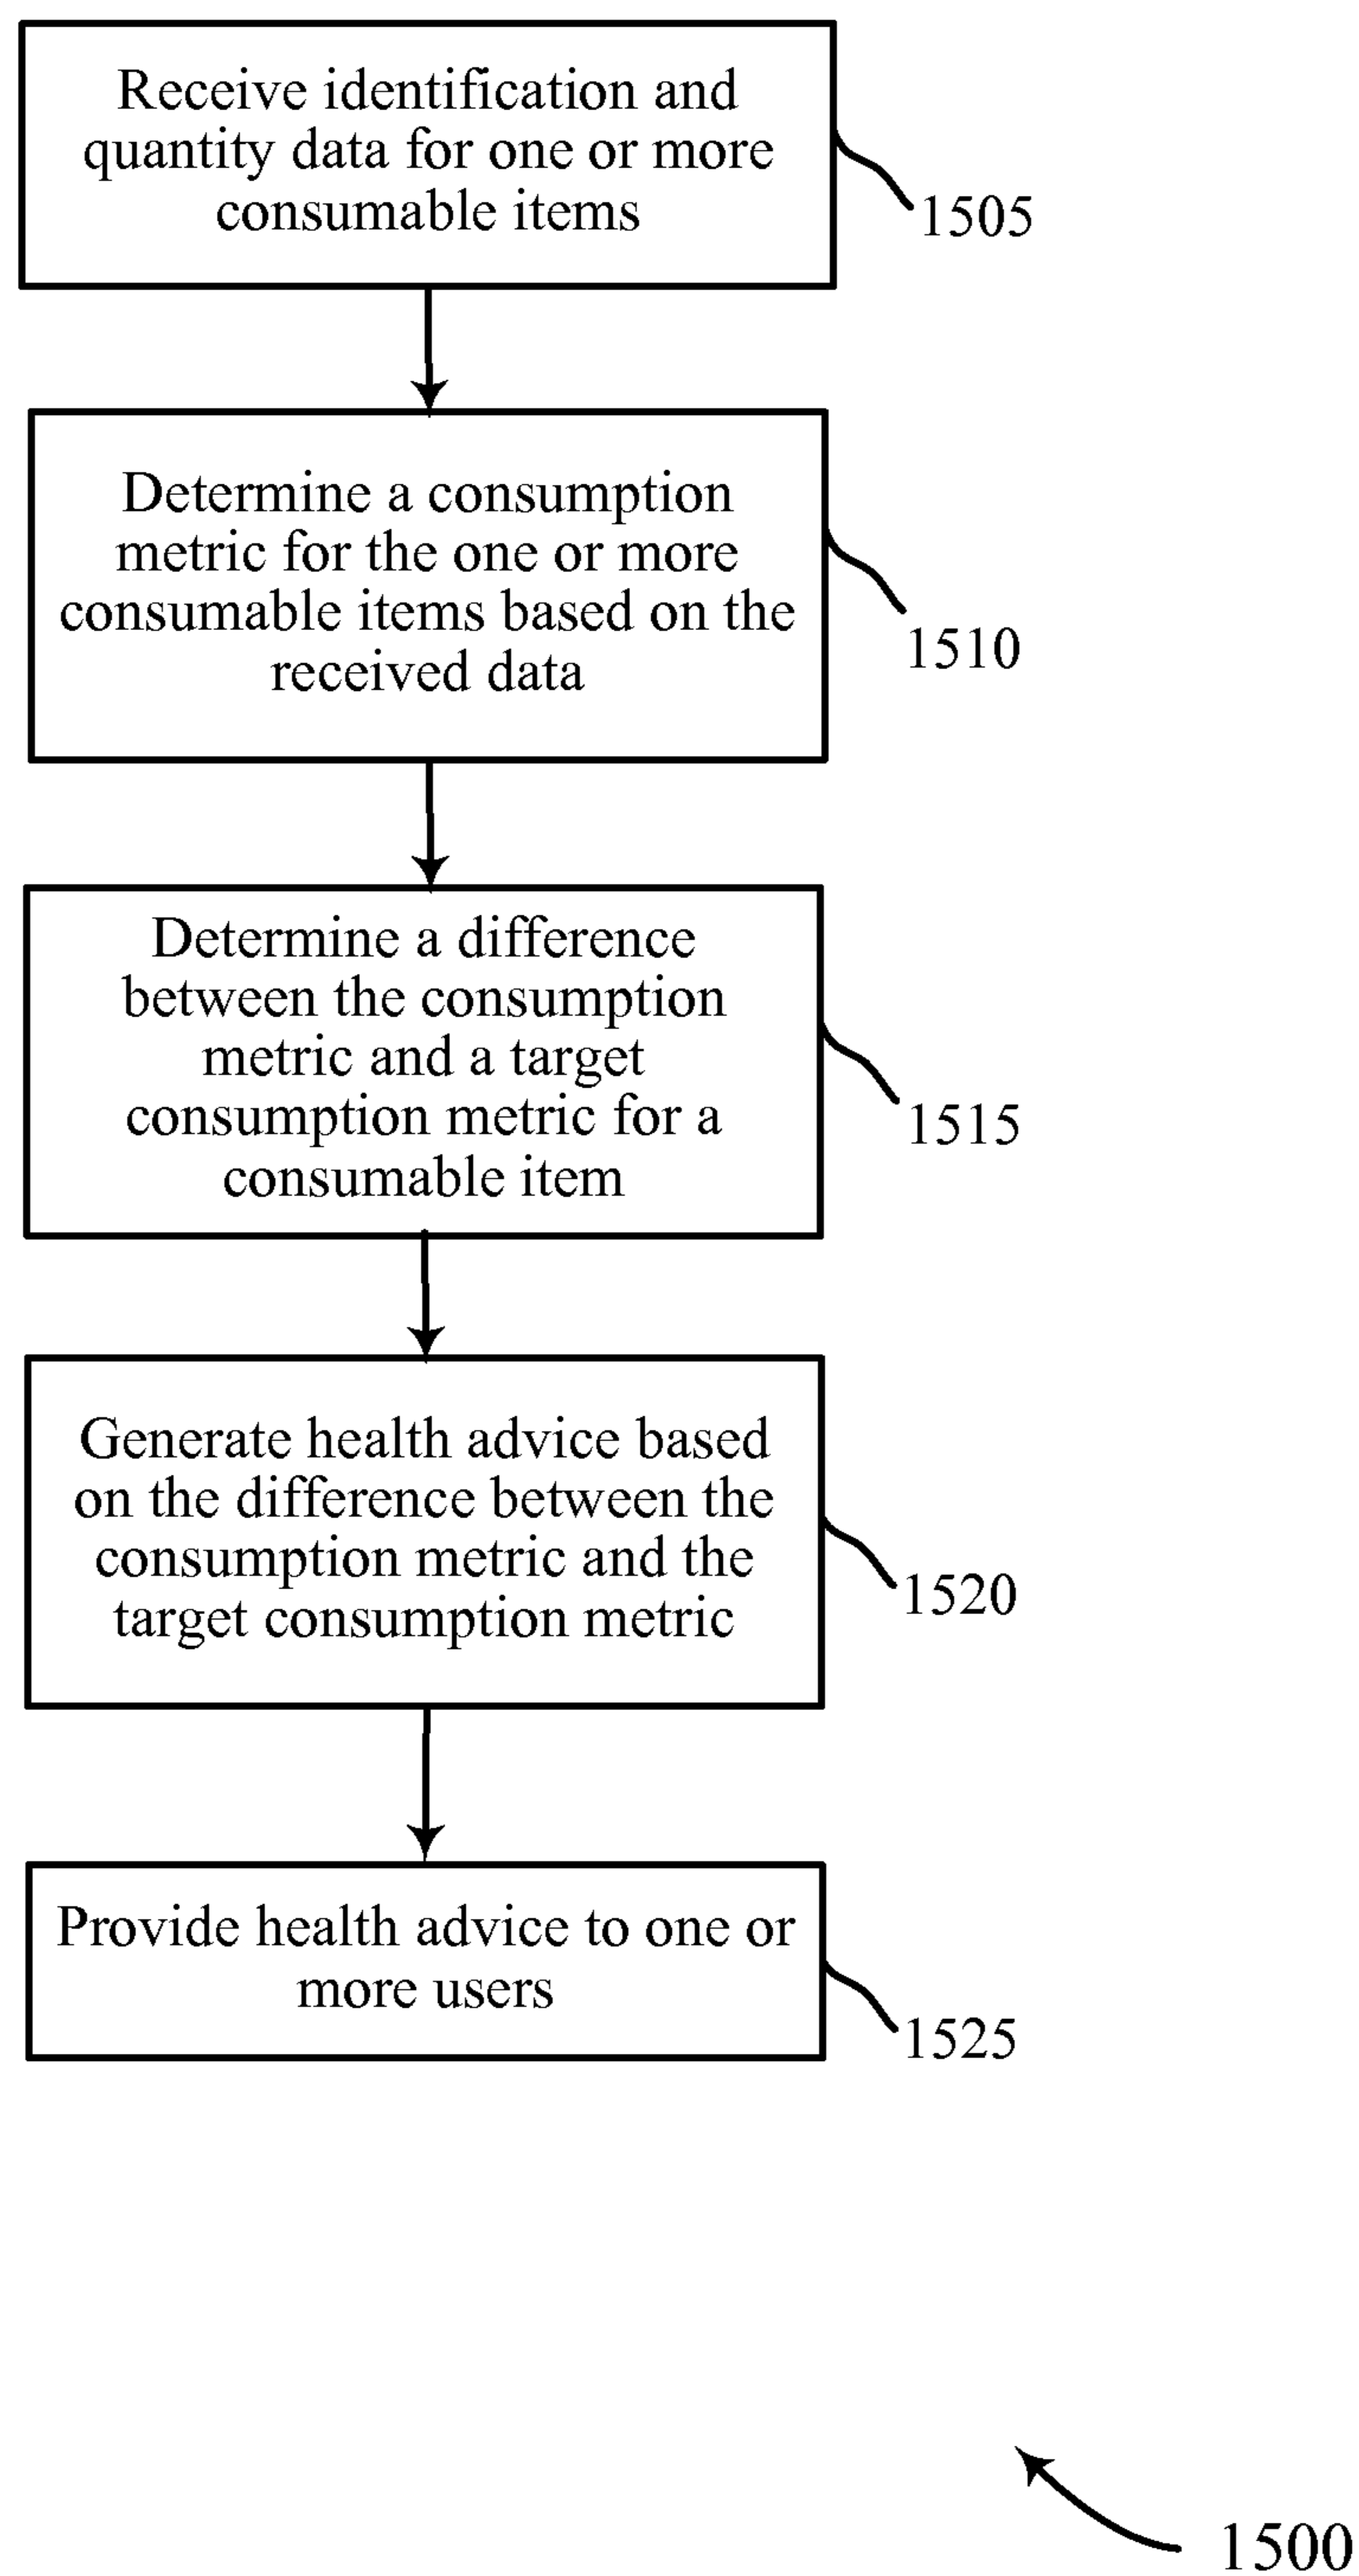 Receive identification and
quantity data for one or more
consumable items
1505
Determine a consumption
metric for the one or more
consumable items based on the
received data
1510
Determine a difference
between the consumption
metric and a target
consumption metric for a
consumable item
1515
Generate health advice based
on the difference between the
consumption metric and the
target consumption metric
1520
Provide health advice to one or
more users
1525
1500